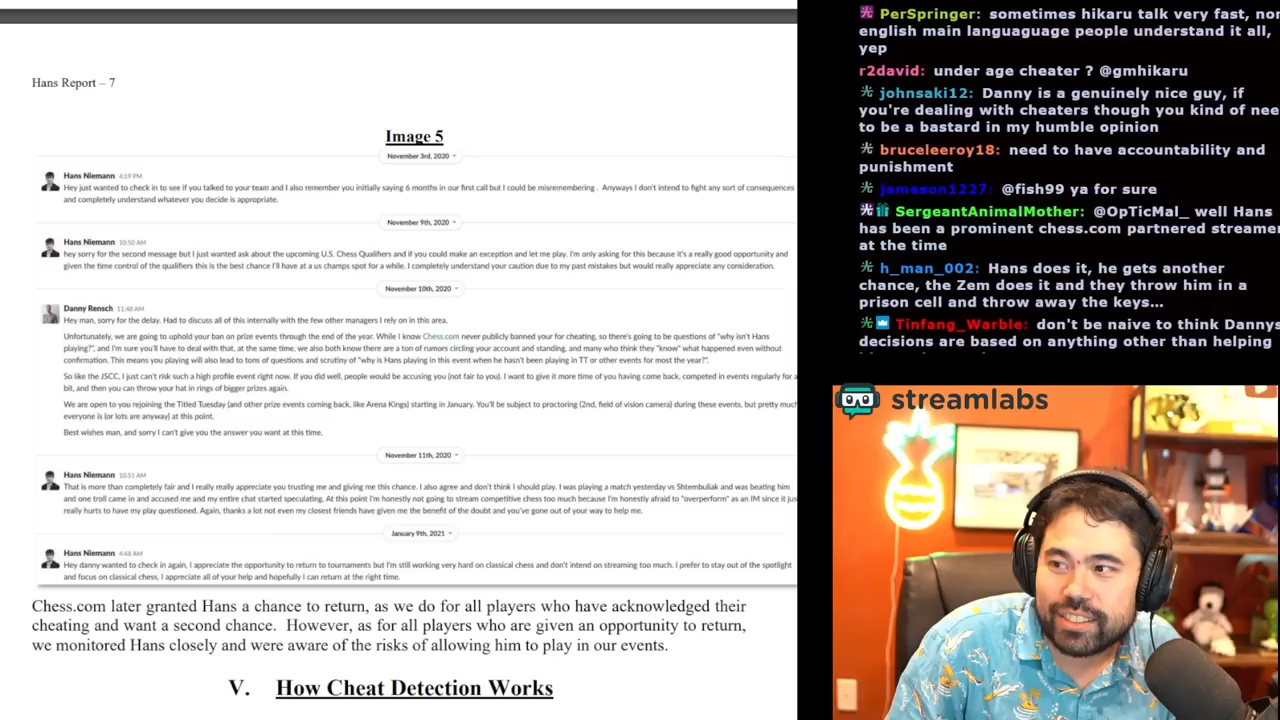 Hans Report – 7
Image 5
November 3rd, 2020
Hans Niemann 4:19 PM
Hey just wanted to check in to see if you talked to your team and I also remember you initially saying 6 months in our first call but I could be misremembering . Anyways I don't intend to fight any sort of consequences
and completely understand whatever you decide is appropriate.
November 9th, 2020
Hans Niemann 10:50 AM
hey sorry for the second message but I just wanted ask about the upcoming U.S. Chess Qualifiers and if you could make an exception and let me play. I'm only asking for this because it's a really good opportunity and
given the time control of the qualifiers this is the best chance I'll have at a us champs spot for a while. I completely understand your caution due to my past mistakes but would really appreciate any consideration.
November 10th, 2020
Danny Rensch 11:48 AM
Hey man, sorry for the delay. Had to discuss all of this internally with the few other managers I rely on in this area.
Unfortunately, we are going to uphold your ban on prize events through the end of the year. While I know Chess.com never publicly banned your for cheating, so there's going to be questions of "why isn't Hans
playing?", and I'm sure you'll have to deal with that, at the same time, we also both know there are a ton of rumors circling your account and standing, and many who think they "know" what happened even without
confirmation. This means you playing will also lead to tons of questions and scrutiny of "why is Hans playing in this event when he hasn't been playing in TT or other events for most the year?".
So like the JSCC, I just can't risk such a high profile event right now. If you did well, people would be accusing you (not fair to you). I want to give it more time of you having come back, competed in events regularly for a
bit, and then you can throw your hat in rings of bigger prizes again.
We are open to you rejoining the Titled Tuesday (and other prize events coming back, like Arena Kings) starting in January. You'll be subject to proctoring (2nd, field of vision camera) during these events, but pretty much
everyone is (or lots are anyway) at this point.
Best wishes man, and sorry I can't give you the answer you want at this time.
November 11th, 2020
Hans Niemann 10:51 AM
That is more than completely fair and I really really appreciate you trusting me and giving me this chance. I also agree and don't think I should play. I was playing a match yesterday vs Shtembuliak and was beating him
and one troll came in and accused me and my entire chat started speculating. At this point I'm honestly not going to stream competitive chess too much because I'm honestly afraid to "overperform" as an IM since it jus
really hurts to have my play questioned. Again, thanks a lot not even my closest friends have given me the benefit of the doubt and you've gone out of your way to help me.
January 9th, 2021
Hans Niemann 4:48 AM
Hey danny wanted to check in again, I appreciate the opportunity to return to tournaments but I'm still working very hard on classical chess and don't intend on streaming too much. I prefer to stay out of the spotlight
and focus on classical chess, I appreciate all of your help and hopefully I can return at the right time.
Chess.com later granted Hans a chance to return, as we do for all players who have acknowledged their
cheating and want a second chance. However, as for all players who are given an opportunity to return,
we monitored Hans closely and were aware of the risks of allowing him to play in our events.
V. How Cheat Detection Works
PerSpringer: sometimes hikaru talk very fast, non
english main languaguage people understand it all,
yep
r2david: under age cheater ? @gmhikaru
johnsaki12: Danny is a genuinely nice guy, if
you're dealing with cheaters though you kind of nee
to be a bastard in my humble opinion
bruceleeroy18: need to have a accountability and
punishment
jameson1227: @fish99 ya for sure
SergeantAnimalMother: @OpTieMal_ well Hans
has been a prominent chess.com partnered streame
at the time
h_man_002: Hans does it, he gets another
chance, the Zem does it and they throw him in a
prison cell and throw away the keys…
Tinfang_Warble: don't be naive to think Dannys
decisions are based on other than helping
streamlabs